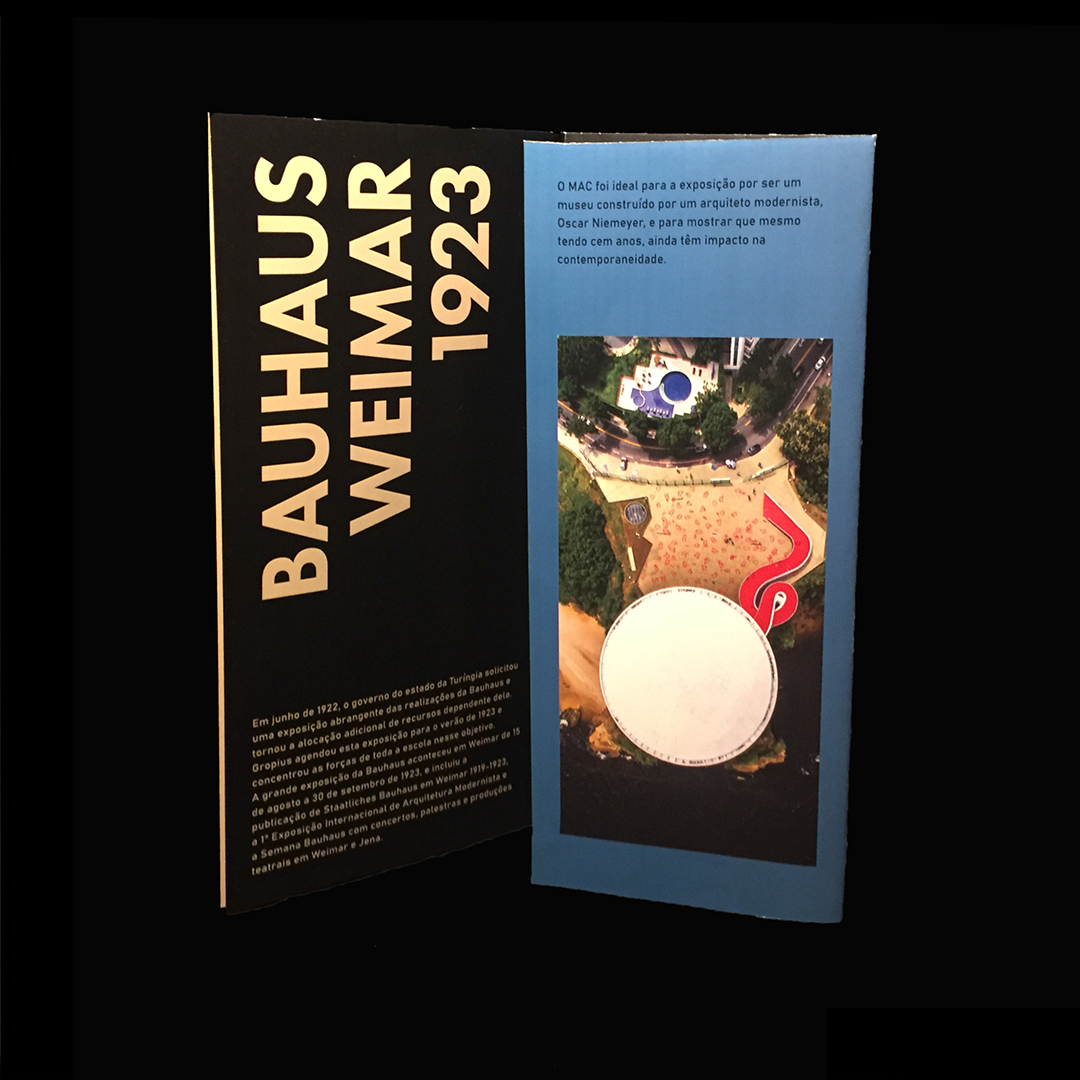 BAUHAUS
WEIMAR
1923
Em junho de 1922, o governo do estado da Turíngia solicitou
uma exposição abrangente das realizações da Bauhaus e
tornou a alocação adicional de recursos dependente dela.
Gropius agendou esta exposição para o verão de 1923 e
concentrou as forças de toda a escola nesse objetivo.
A grande exposição da Bauhaus aconteceu em Weimar de 15
de agosto a 30 de setembro de 1923, e incluiu a
publicação de Staatliches Bauhaus em Weimar 1919-1923,
a 1ª Exposição Internacional de Arquitetura Modernista e
a Semana Bauhaus com concertos, palestras e produções
teatrais em Weimar e Jena.
O MAC foi ideal para a exposição por ser um
museu construído por um arquiteto modernista,
Oscar Niemeyer, e para mostrar que mesmo
tendo cem anos, ainda têm impacto na
contemporaneidade.